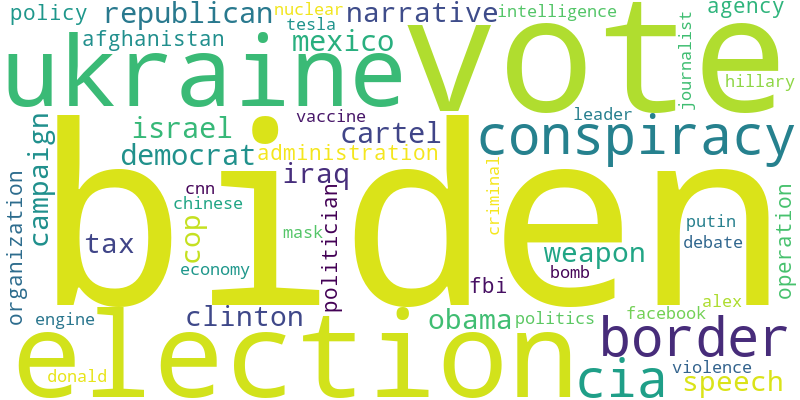 policy
republican
nuclear
narrative
intelligence
agency
afghanistan
tesla
mexico
journalist
hillary
ukraine
vote
vaccine
leader
campaign
israel
cartel
conspiracy
democrat
administration
iraq
criminal
organization
cnn
chinese
cop
politician
biden
tax
mask
putin
debate
operation
economy
weapon
bomb
fbi
engine
clinton
obama
politics
facebook
alex
election
border
donald
cia
violence
speech